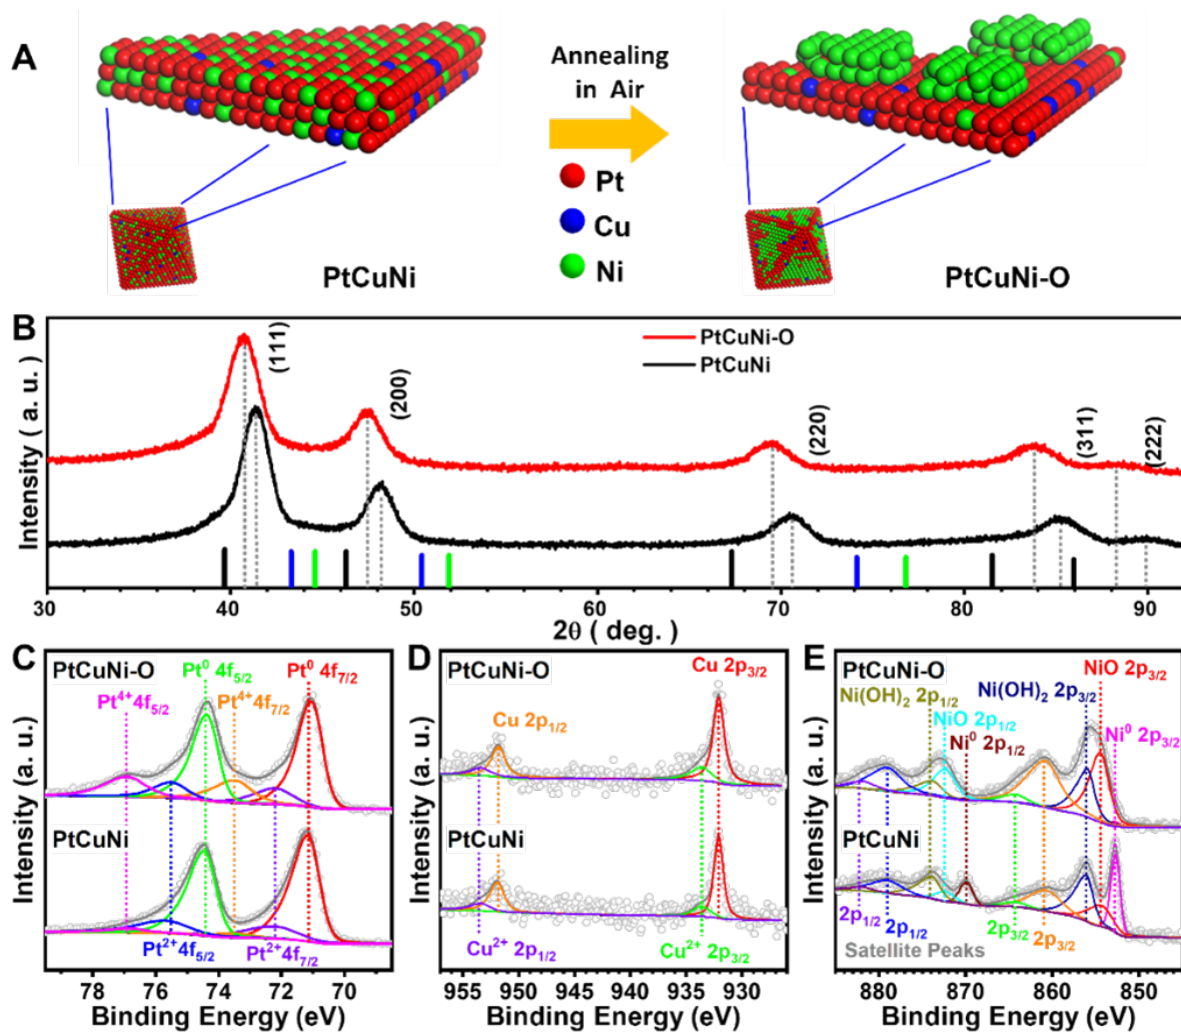 A
Annealing
in Air
Pt
Cu
Ni
PtCuNi
PtCuNi-O
B
Intensity ( a. u. )
(111)
(200)
(220)
(311)
(222)
PtCuNi-O
PtCuNi
30
40
50
60
70
80
90
2θ ( deg. )
C
PtCuNi-O
Pt⁰ 4f₅/₂
Pt⁰
4f₇/₂
Pt⁴⁺4f₅/₂
Pt⁴⁺4f₇/₂
PtCuNi
Pt²⁺4f₅/₂
Pt²⁺4f₇/₂
Intensity (a. u.)
78
76
74
72
70
Binding Energy (eV)
D
PtCuNi-O
Cu 2p₃/₂
Cu 2p₁/₂
PtCuNi
Cu²⁺ 2p₁/₂
Cu²⁺ 2p₃/₂
Intensity (a. u.)
955
950
945
940
935
930
Binding Energy (eV)
E
PtCuNi-O
NiO 2p₃/₂
Ni(OH)₂ 2p₁/₂
Ni(OH)₂ 2p₃/₂
NiO 2p₁/₂
Ni⁰ 2p₁/₂
Ni⁰ 2p₃/₂
PtCuNi
2p₁/₂
2p₁/₂
2p₃/₂
2p₃/₂
Satellite Peaks
Intensity (a. u.)
880
870
860
850
Binding Energy (eV)